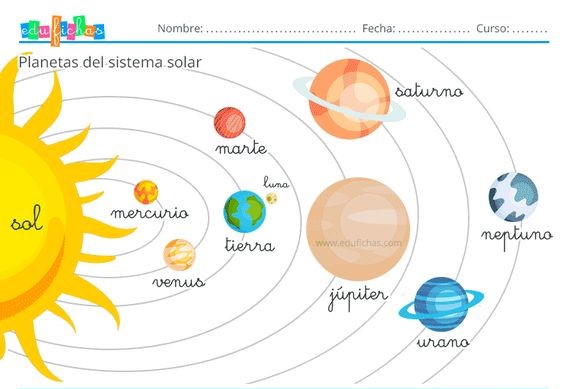 edufichas
Nombre: ................................. Fecha: ................... Curso: .........
Planetas del sistema solar
saturno
marte
luna
mercurio
sol
tierra
neptuno
www.edufichas.com
venus
júpiter
urano